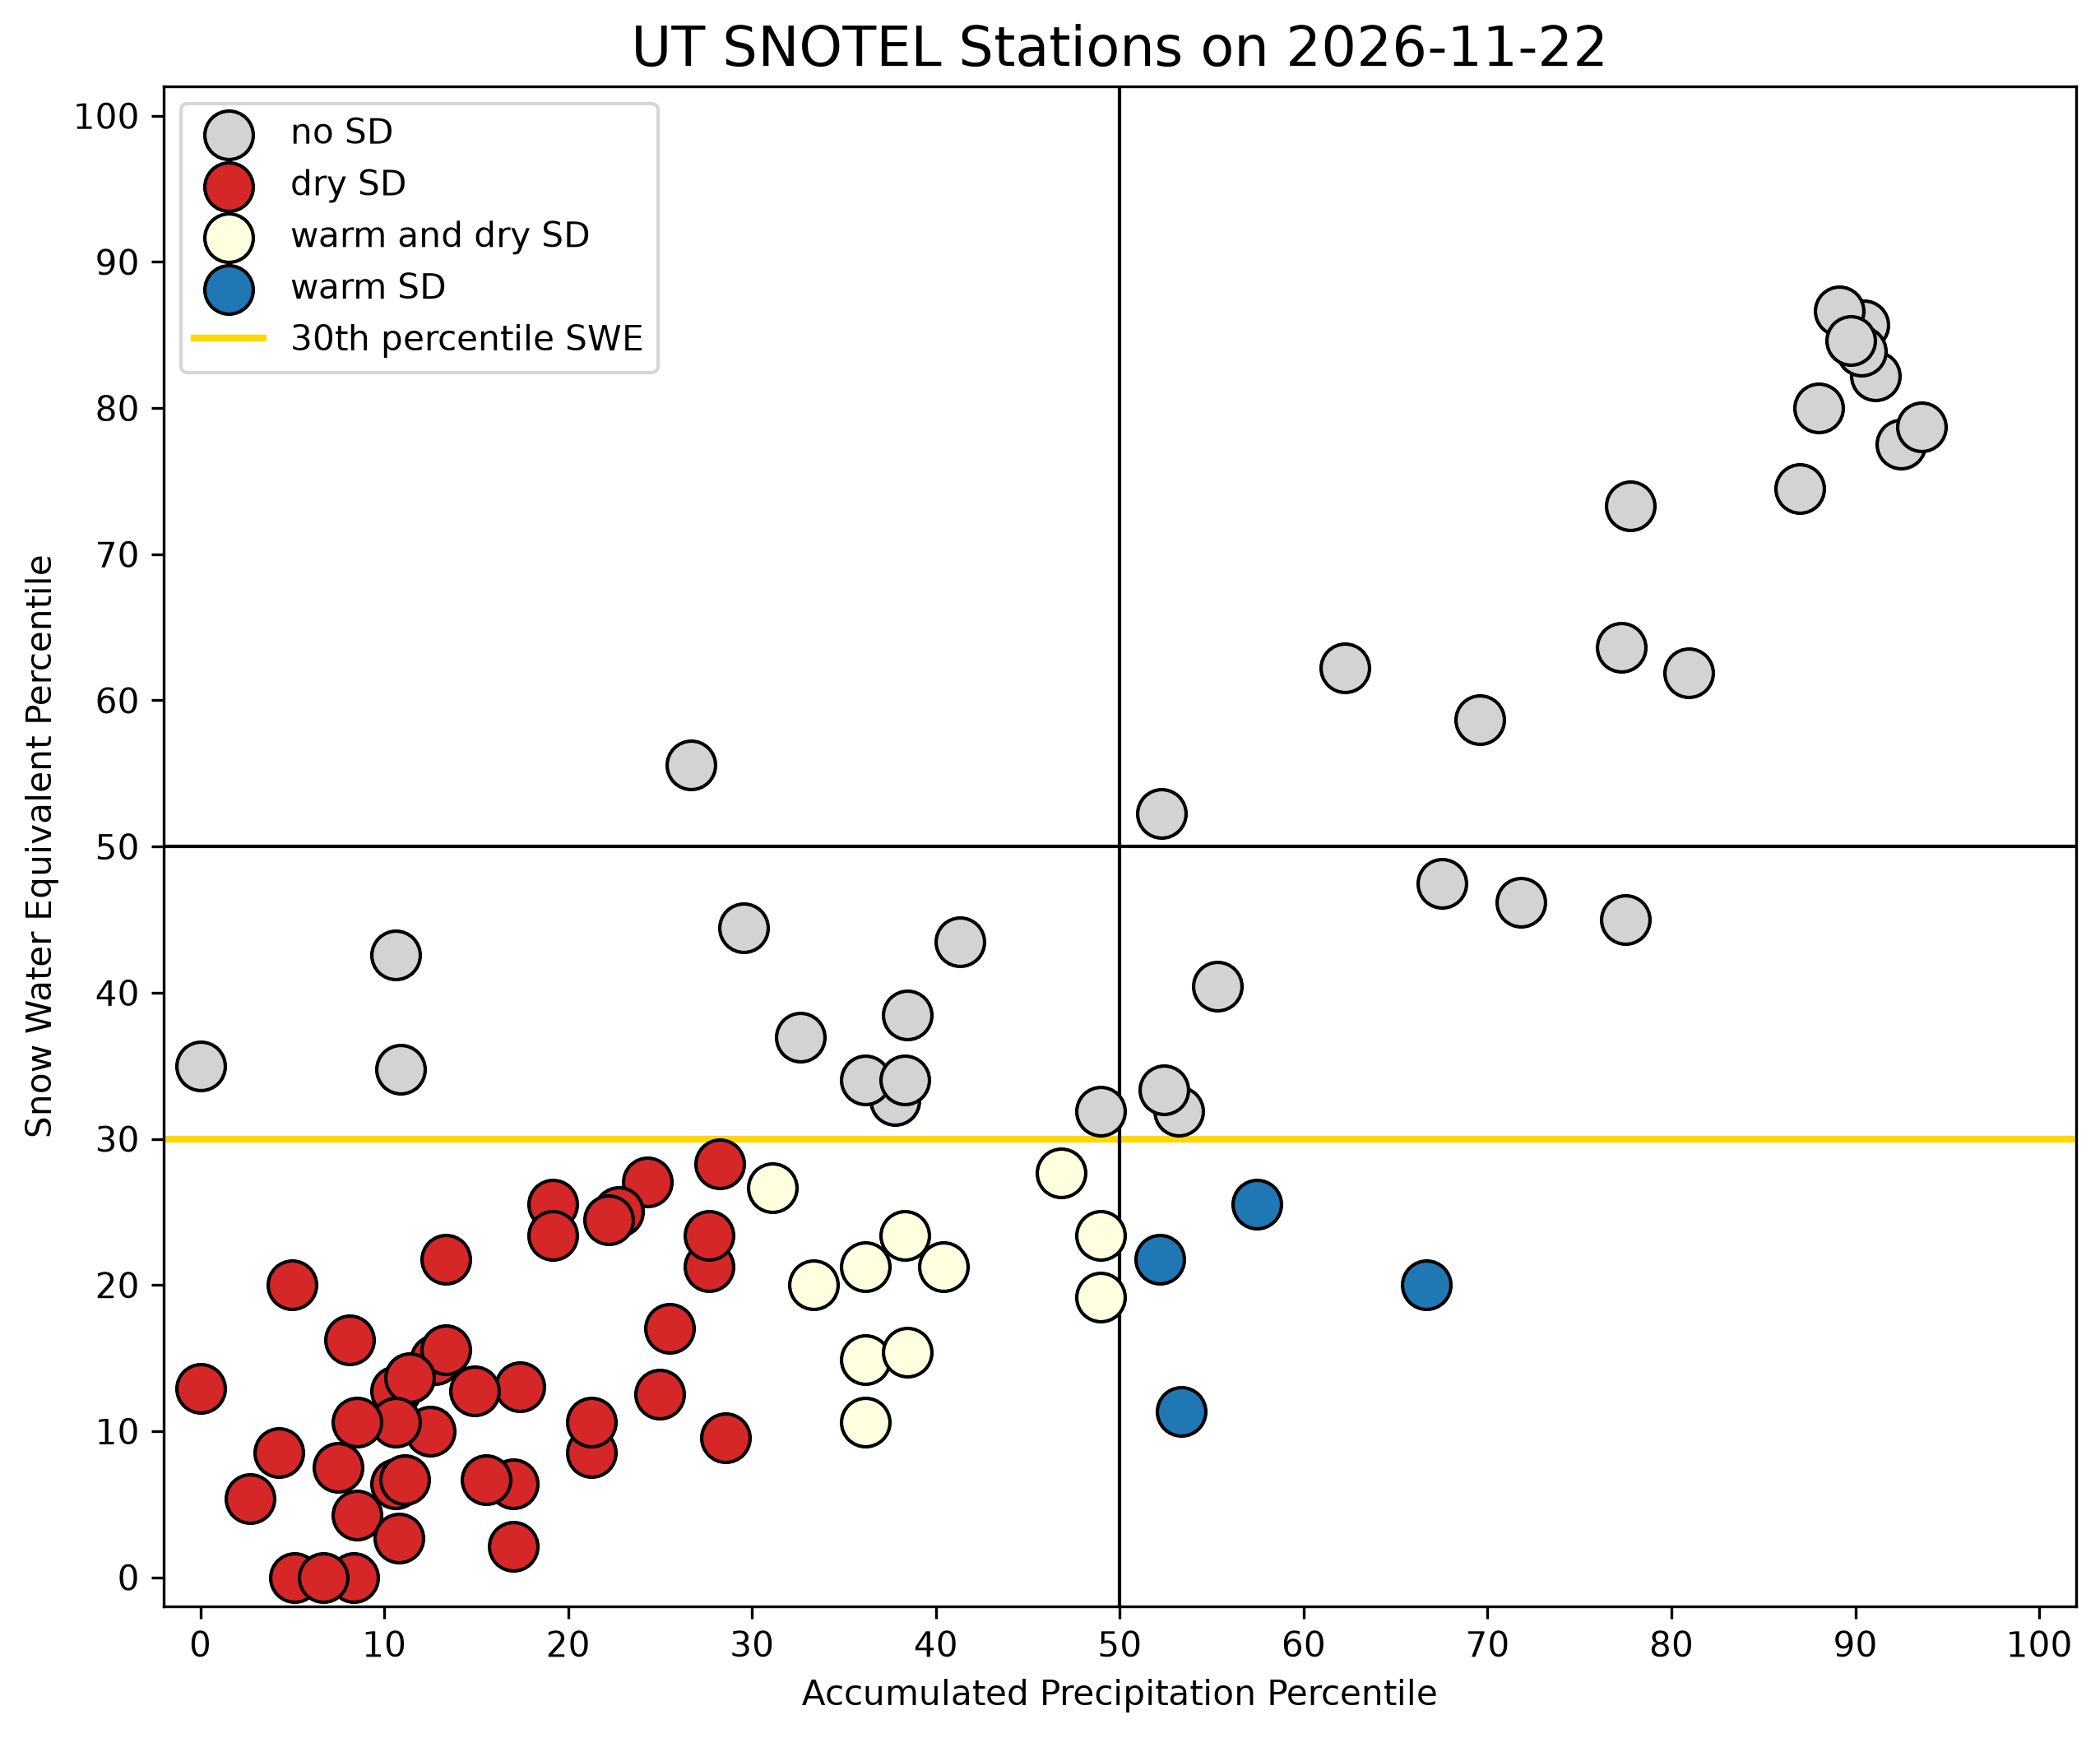 UT SNOTEL Stations on 2026-11-22
no SD
dry SD
warm and dry SD
warm SD
30th percentile SWE
Snow Water Equivalent Percentile
100
90
80
70
60
50
40
30
20
10
0
0 10 20 30 40 50 60 70 80 90 100
Accumulated Precipitation Percentile